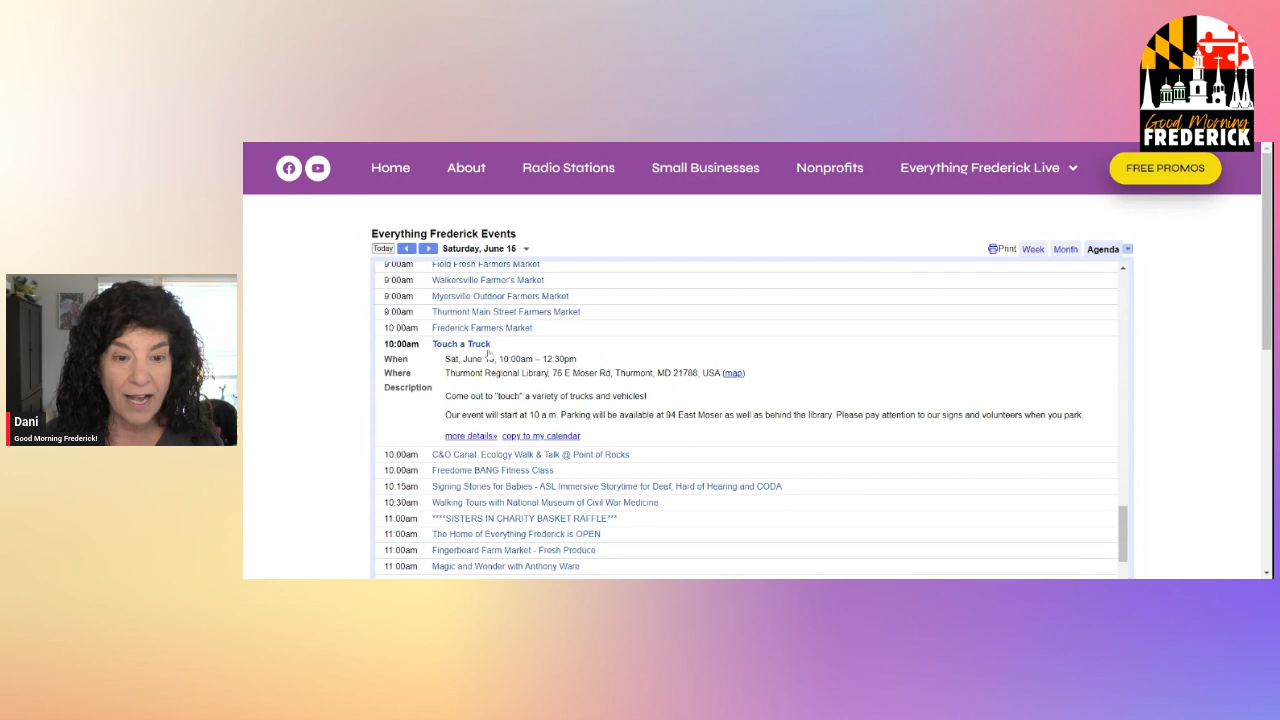 Good Morning
FREDERICK
Home About Radio Stations Small Businesses Nonprofits Everything Frederick Live FREE PROMOS
Everything Frederick Events
Today Saturday, June 15 Print Week Month Agenda
9:00am Field Fresh Farmers Market
9:00am Walkersville Farmer's Market
9:00am Myersville Outdoor Farmers Market
9:00am Thurmont Main Street Farmers Market
10:00am Frederick Farmers Market
10:00am Touch a Truck
When Sat, June 15, 10:00am – 12:30pm
Where Thurmont Regional Library, 76 E Moser Rd, Thurmont, MD 21788, USA (map)
Description
Come out to "touch" a variety of trucks and vehicles!
Our event will start at 10 a.m. Parking will be available at 94 East Moser as well as behind the library. Please pay attention to our signs and volunteers when you park.
more details» copy to my calendar
10:00am C&O Canal: Ecology Walk & Talk @ Point of Rocks
10:00am Freedome BANG Fitness Class
10:15am Signing Stories for Babies - ASL Immersive Storytime for Deaf, Hard of Hearing and CODA
10:30am Walking Tours with National Museum of Civil War Medicine
11:00am ****SISTERS IN CHARITY BASKET RAFFLE***
11:00am The Home of Everything Frederick is OPEN
11:00am Fingerboard Farm Market - Fresh Produce
11:00am Magic and Wonder with Anthony Ware
Dani
Good Morning Frederick!